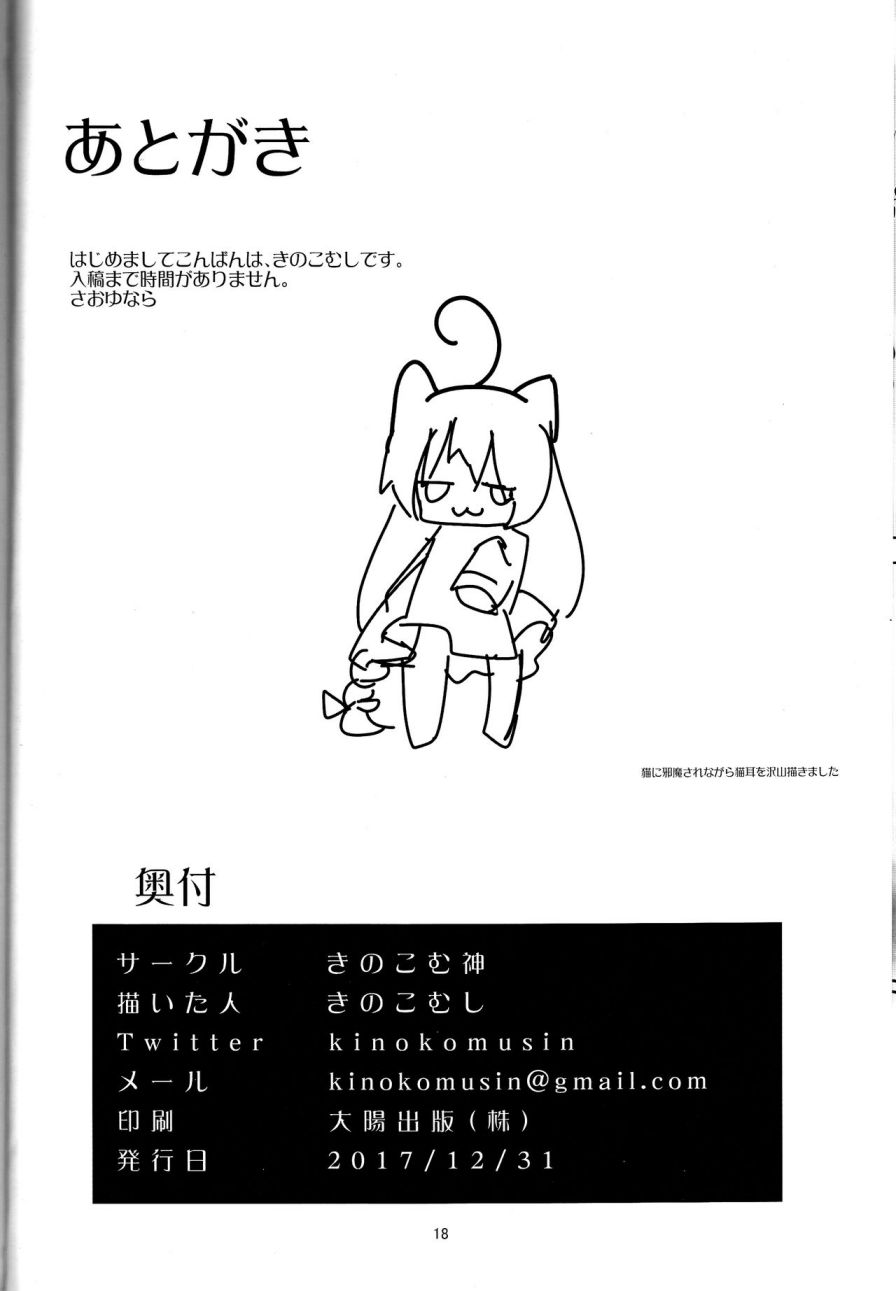 あとがき
はじめましてこんばんは、きのこむしです。
入稿まで時間がありません。
さおゆなら
猫に邪魔されながら猫耳を沢山描きました
奥付
サークル　きのこむ神
描いた人　きのこむし
Twitter　kinokomusin
メール　kinokomusin@gmail.com
印刷　大陽出版(株)
発行日　2017/12/31
18